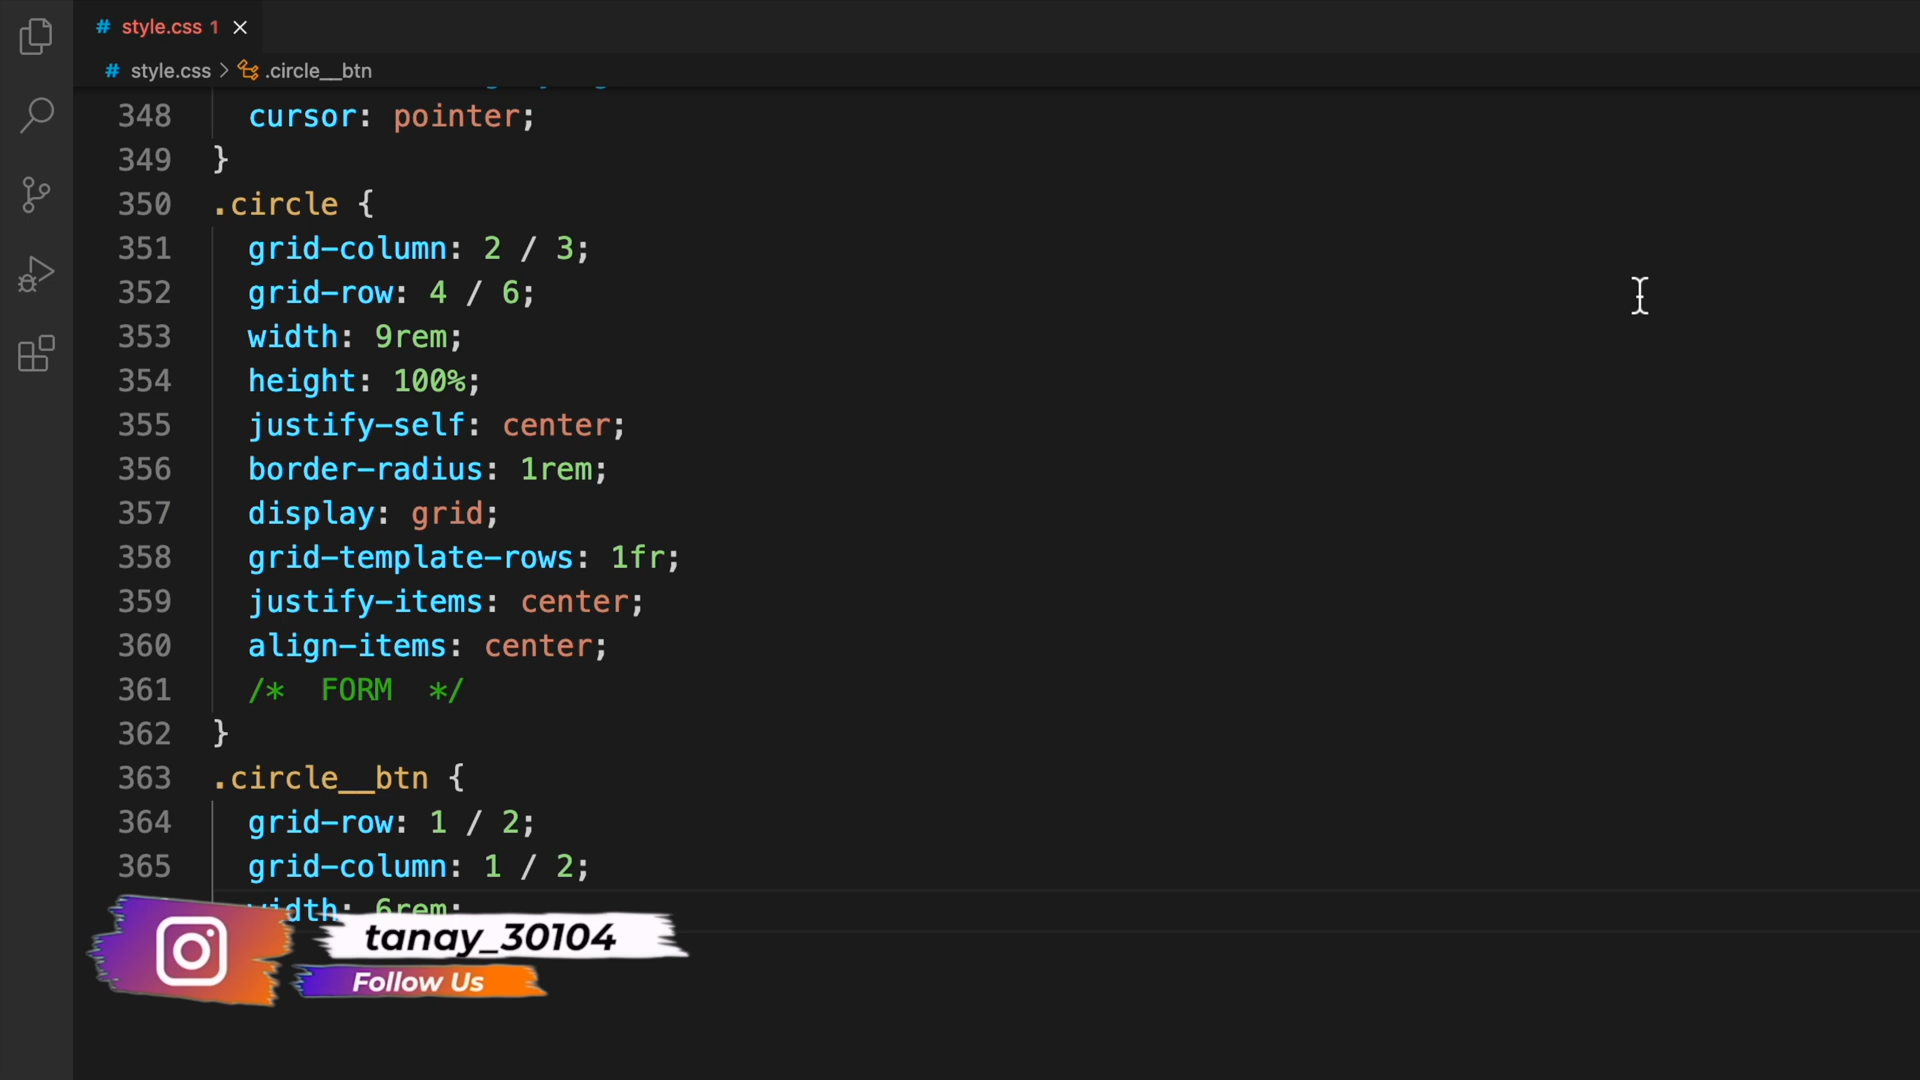 # style.css 1 ×
# style.css > .circle__btn
348 cursor: pointer;
349 }
350 .circle {
351 grid-column: 2 / 3;
352 grid-row: 4 / 6;
353 width: 9rem;
354 height: 100%;
355 justify-self: center;
356 border-radius: 1rem;
357 display: grid;
358 grid-template-rows: 1fr;
359 justify-items: center;
360 align-items: center;
361 /*  FORM  */
362 }
363 .circle__btn {
364 grid-row: 1 / 2;
365 grid-column: 1 / 2;
width: 6rem;
tanay_30104
Follow Us